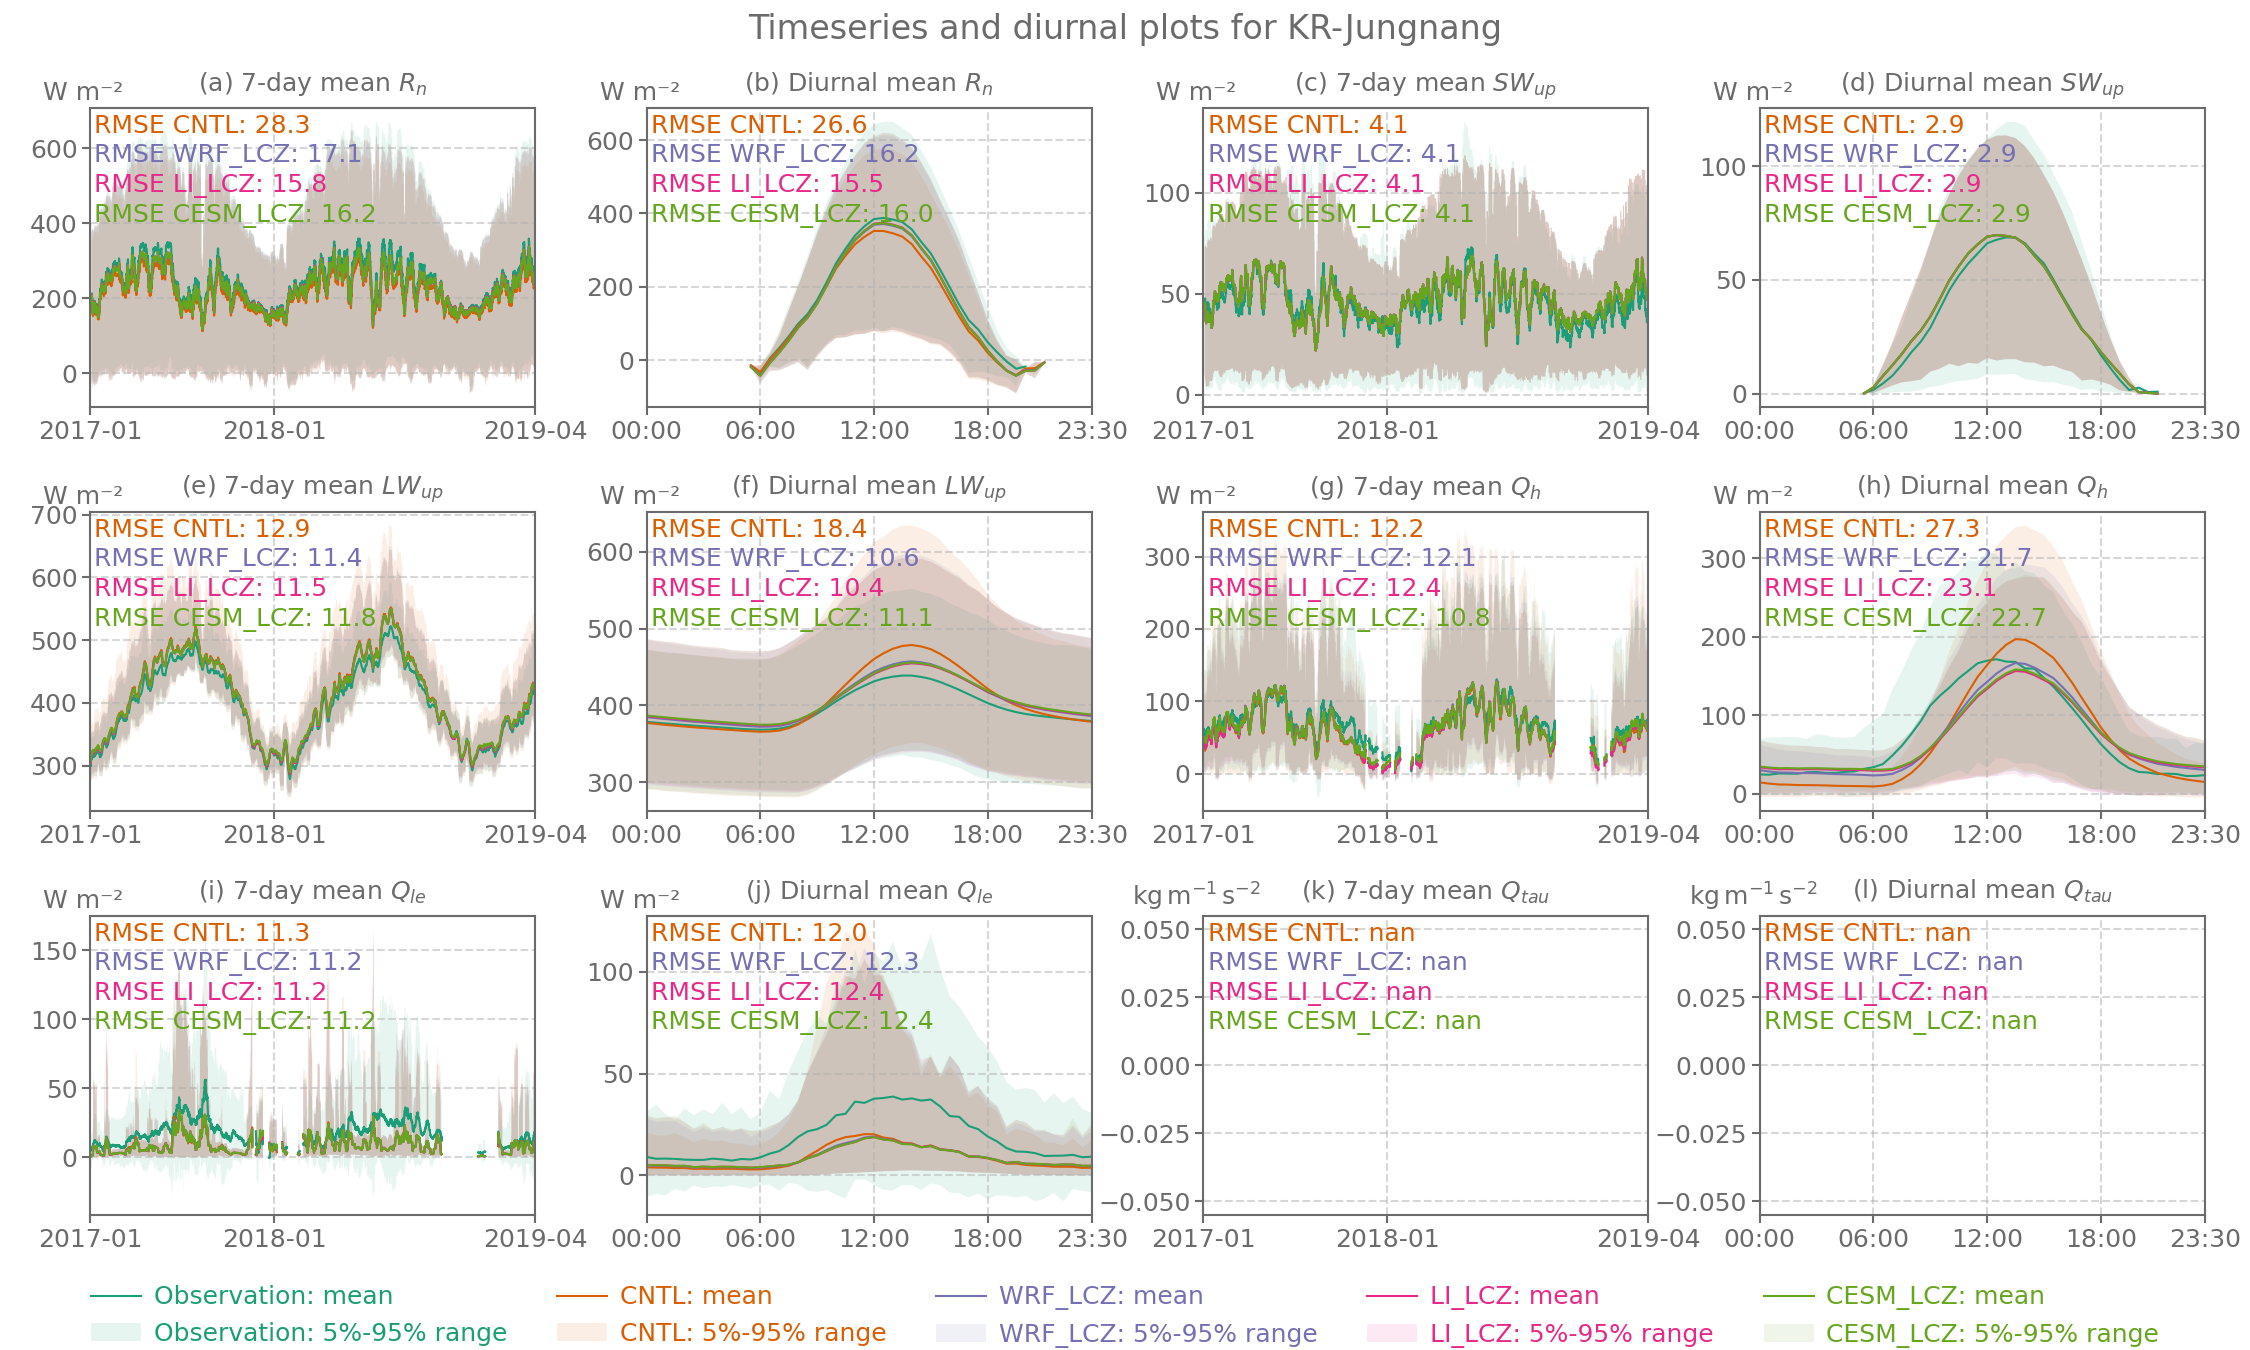 Timeseries and diurnal plots for KR-Jungnang
W m⁻² (a) 7-day mean Rₙ
RMSE CNTL: 28.3
RMSE WRF_LCZ: 17.1
RMSE LI_LCZ: 15.8
RMSE CESM_LCZ: 16.2
600
400
200
0
2017-01 2018-01 2019-04
W m⁻² (b) Diurnal mean Rₙ
RMSE CNTL: 26.6
RMSE WRF_LCZ: 16.2
RMSE LI_LCZ: 15.5
RMSE CESM_LCZ: 16.0
600
400
200
0
00:00 06:00 12:00 18:00 23:30
W m⁻² (c) 7-day mean SW_up
RMSE CNTL: 4.1
RMSE WRF_LCZ: 4.1
RMSE LI_LCZ: 4.1
RMSE CESM_LCZ: 4.1
100
50
0
2017-01 2018-01 2019-04
W m⁻² (d) Diurnal mean SW_up
RMSE CNTL: 2.9
RMSE WRF_LCZ: 2.9
RMSE LI_LCZ: 2.9
RMSE CESM_LCZ: 2.9
100
50
0
00:00 06:00 12:00 18:00 23:30
W m⁻² (e) 7-day mean LW_up
RMSE CNTL: 12.9
RMSE WRF_LCZ: 11.4
RMSE LI_LCZ: 11.5
RMSE CESM_LCZ: 11.8
700
600
500
400
300
2017-01 2018-01 2019-04
W m⁻² (f) Diurnal mean LW_up
RMSE CNTL: 18.4
RMSE WRF_LCZ: 10.6
RMSE LI_LCZ: 10.4
RMSE CESM_LCZ: 11.1
600
500
400
300
00:00 06:00 12:00 18:00 23:30
W m⁻² (g) 7-day mean Q_h
RMSE CNTL: 12.2
RMSE WRF_LCZ: 12.1
RMSE LI_LCZ: 12.4
RMSE CESM_LCZ: 10.8
300
200
100
0
2017-01 2018-01 2019-04
W m⁻² (h) Diurnal mean Q_h
RMSE CNTL: 27.3
RMSE WRF_LCZ: 21.7
RMSE LI_LCZ: 23.1
RMSE CESM_LCZ: 22.7
300
200
100
0
00:00 06:00 12:00 18:00 23:30
W m⁻² (i) 7-day mean Q_le
RMSE CNTL: 11.3
RMSE WRF_LCZ: 11.2
RMSE LI_LCZ: 11.2
RMSE CESM_LCZ: 11.2
150
100
50
0
2017-01 2018-01 2019-04
W m⁻² (j) Diurnal mean Q_le
RMSE CNTL: 12.0
RMSE WRF_LCZ: 12.3
RMSE LI_LCZ: 12.4
RMSE CESM_LCZ: 12.4
100
50
0
00:00 06:00 12:00 18:00 23:30
kg m⁻¹ s⁻² (k) 7-day mean Q_tau
RMSE CNTL: nan
RMSE WRF_LCZ: nan
RMSE LI_LCZ: nan
RMSE CESM_LCZ: nan
0.050
0.025
0.000
−0.025
−0.050
2017-01 2018-01 2019-04
kg m⁻¹ s⁻² (l) Diurnal mean Q_tau
RMSE CNTL: nan
RMSE WRF_LCZ: nan
RMSE LI_LCZ: nan
RMSE CESM_LCZ: nan
0.050
0.025
0.000
−0.025
−0.050
00:00 06:00 12:00 18:00 23:30
Observation: mean CNTL: mean WRF_LCZ: mean LI_LCZ: mean CESM_LCZ: mean
Observation: 5%-95% range CNTL: 5%-95% range WRF_LCZ: 5%-95% range LI_LCZ: 5%-95% range CESM_LCZ: 5%-95% range